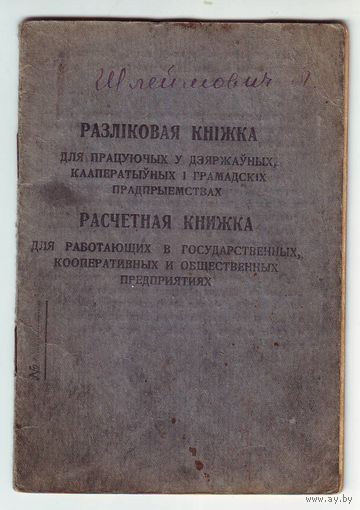 Шлеймович
РАЗЛІКОВАЯ КНІЖКА
ДЛЯ ПРАЦУЮЧЫХ У ДЗЯРЖАЎНЫХ,
КААПЕРАТЫЎНЫХ І ГРАМАДСКІХ
ПРАДПРЫЕМСТВАХ
РАСЧЕТНАЯ КНИЖКА
ДЛЯ РАБОТАЮЩИХ В ГОСУДАРСТВЕННЫХ,
КООПЕРАТИВНЫХ И ОБЩЕСТВЕННЫХ
ПРЕДПРИЯТИЯХ
№
www.ay.by